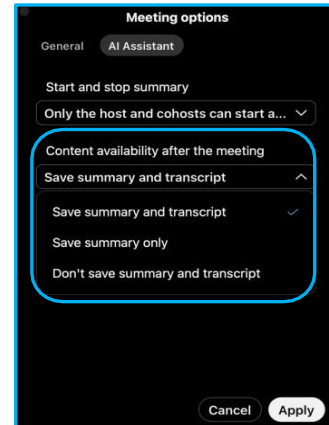 Meeting options
General AI Assistant
Start and stop summary
Only the host and cohosts can start a...
Content availability after the meeting
Save summary and transcript
Save summary and transcript
Save summary only
Don't save summary and transcript
Cancel Apply